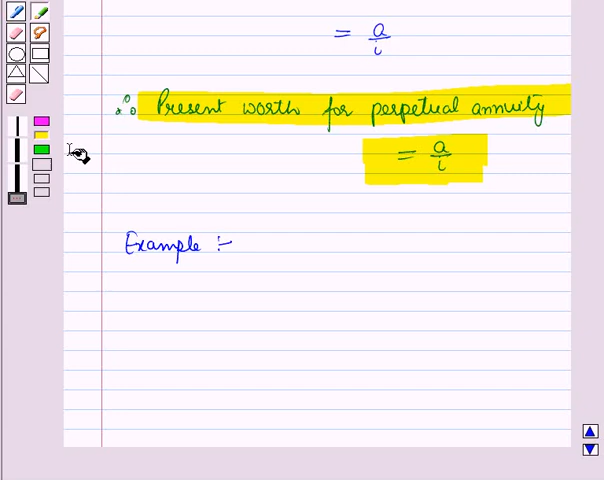 = a/i
∴ Present worth for perpetual annuity
= a/i
Example :-